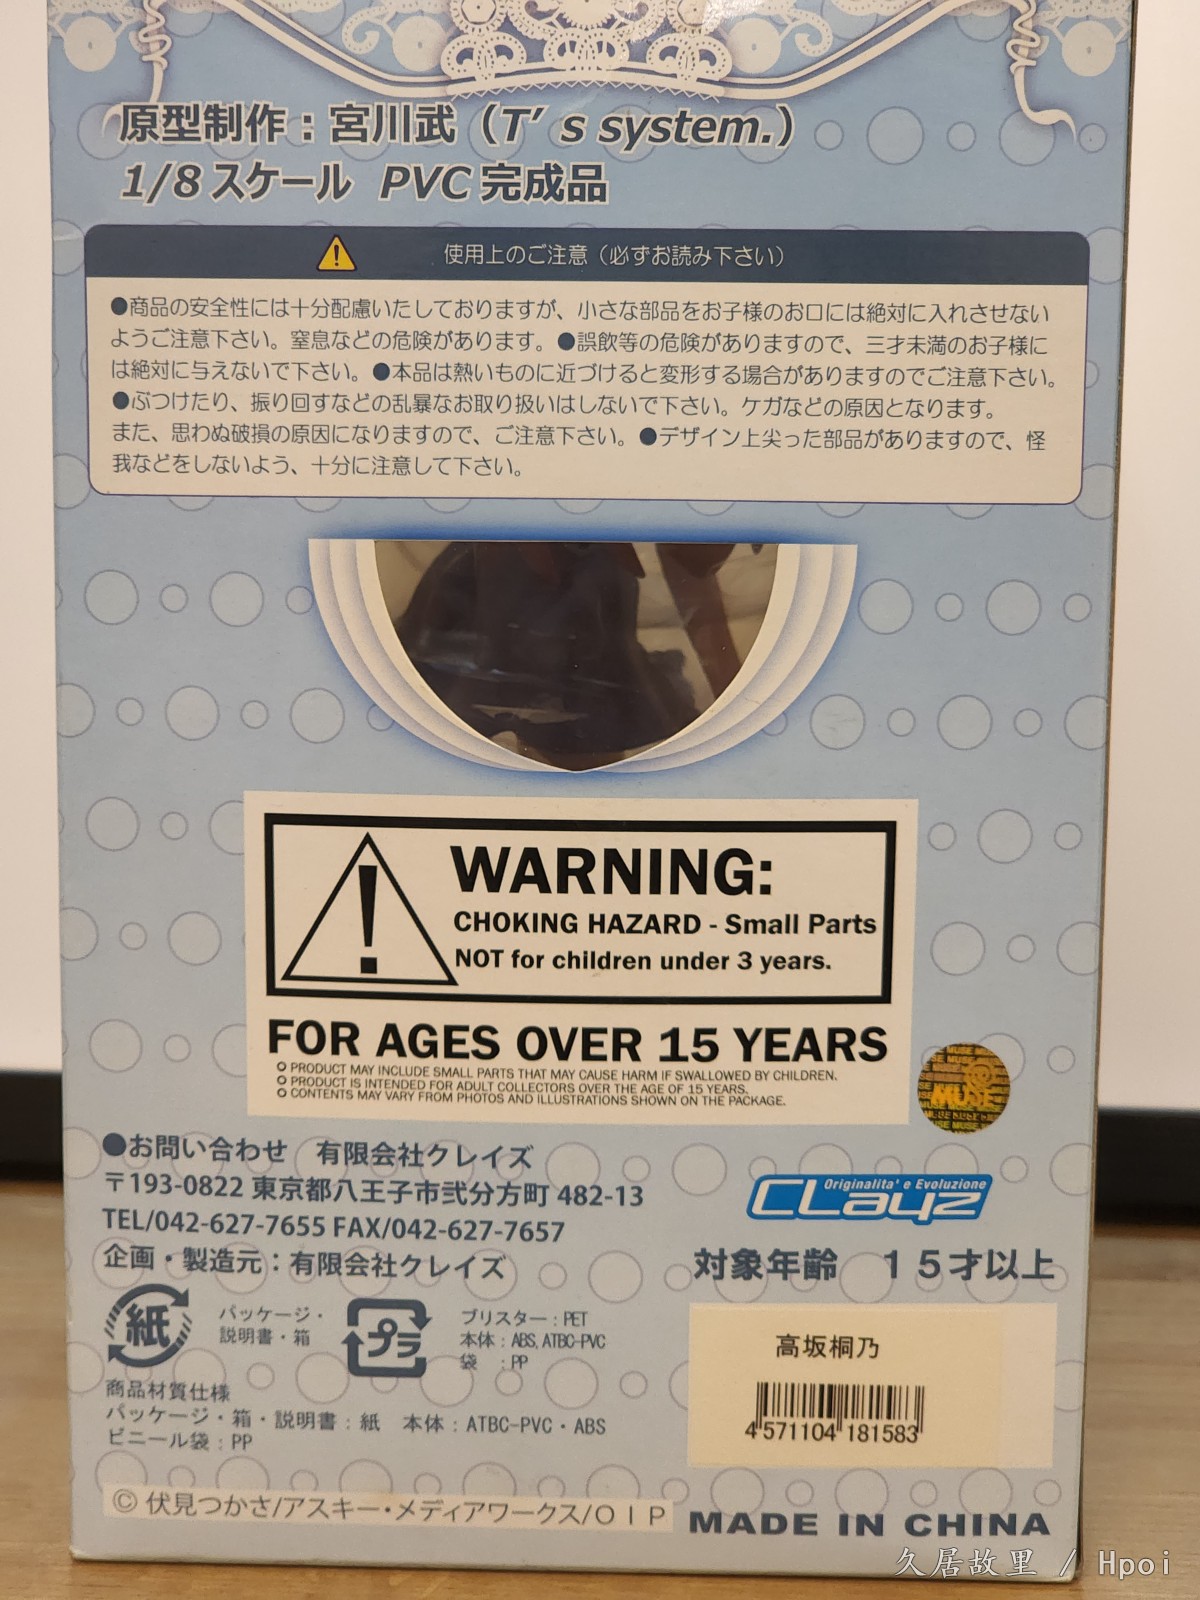 原型制作：宮川武（T's system.）
1/8スケール PVC完成品
使用上のご注意（必ずお読み下さい）
●商品の安全性には十分配慮いたしておりますが、小さな部品をお子様のお口には絶対に入れさせない
ようご注意下さい。窒息などの危険があります。●誤飲等の危険がありますので、三才未満のお子様に
は絶対に与えないで下さい。●本品は熱いものに近づけると変形する場合がありますのでご注意下さい。
●ぶつけたり、振り回すなどの乱暴なお取り扱いはしないで下さい。ケガなどの原因となります。
また、思わぬ破損の原因になりますので、ご注意下さい。●デザイン上尖った部品がありますので、怪
我などをしないよう、十分に注意して下さい。
WARNING:
CHOKING HAZARD - Small Parts
NOT for children under 3 years.
FOR AGES OVER 15 YEARS
PRODUCT MAY INCLUDE SMALL PARTS THAT MAY CAUSE HARM IF SWALLOWED BY CHILDREN.
PRODUCT IS INTENDED FOR ADULT COLLECTORS OVER THE AGE OF 15 YEARS.
CONTENTS MAY VARY FROM PHOTOS AND ILLUSTRATIONS SHOWN ON THE PACKAGE.
MUSE
●お問い合わせ 有限会社クレイズ
〒193-0822 東京都八王子市弐分方町 482-13
TEL/042-627-7655 FAX/042-627-7657
企画・製造元：有限会社クレイズ
Originalita' e Evoluzione
CLayz
対象年齢 15才以上
紙
パッケージ・
説明書・箱
プラ
ブリスター：PET
本体：ABS,ATBC-PVC
袋 ：PP
商品材質仕様
パッケージ・箱・説明書：紙 本体：ATBC-PVC・ABS
ビニール袋：PP
高坂桐乃
4 571104 181583
© 伏見つかさ/アスキー・メディアワークス/OIP
MADE IN CHINA
久居故里 / Hpoi